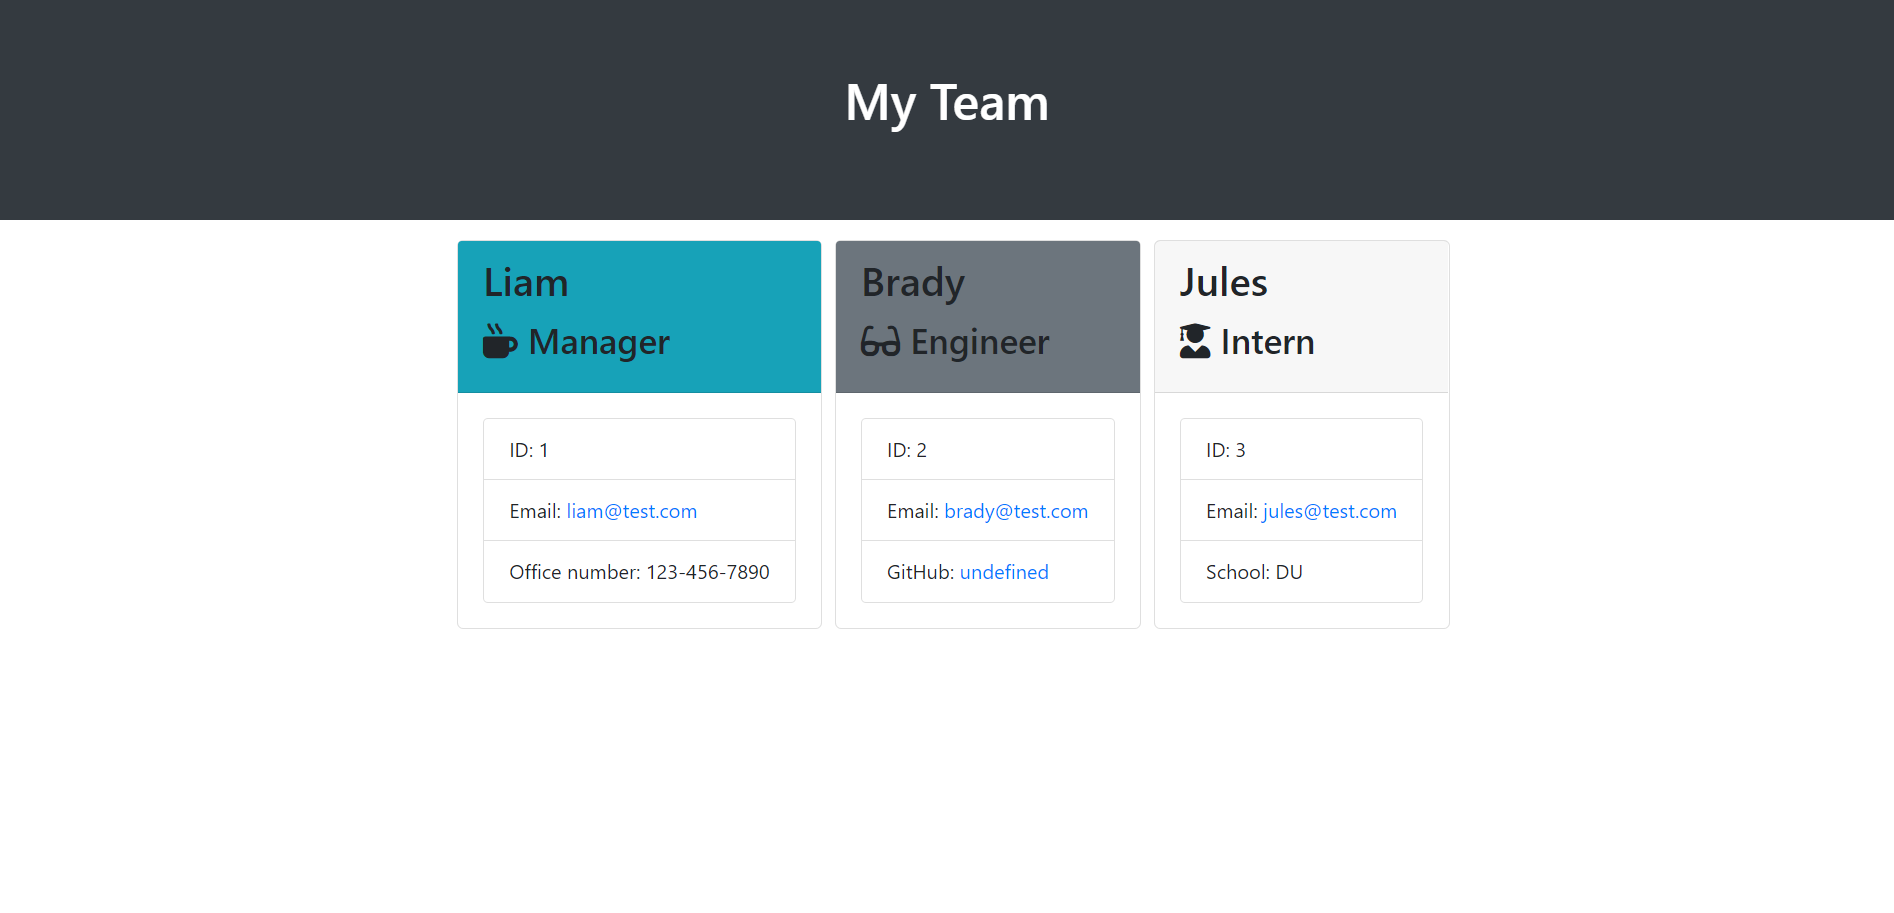 My Team
Liam
Manager
ID: 1
Email: liam@test.com
Office number: 123-456-7890
Brady
Engineer
ID: 2
Email: brady@test.com
GitHub: undefined
Jules
Intern
ID: 3
Email: jules@test.com
School: DU